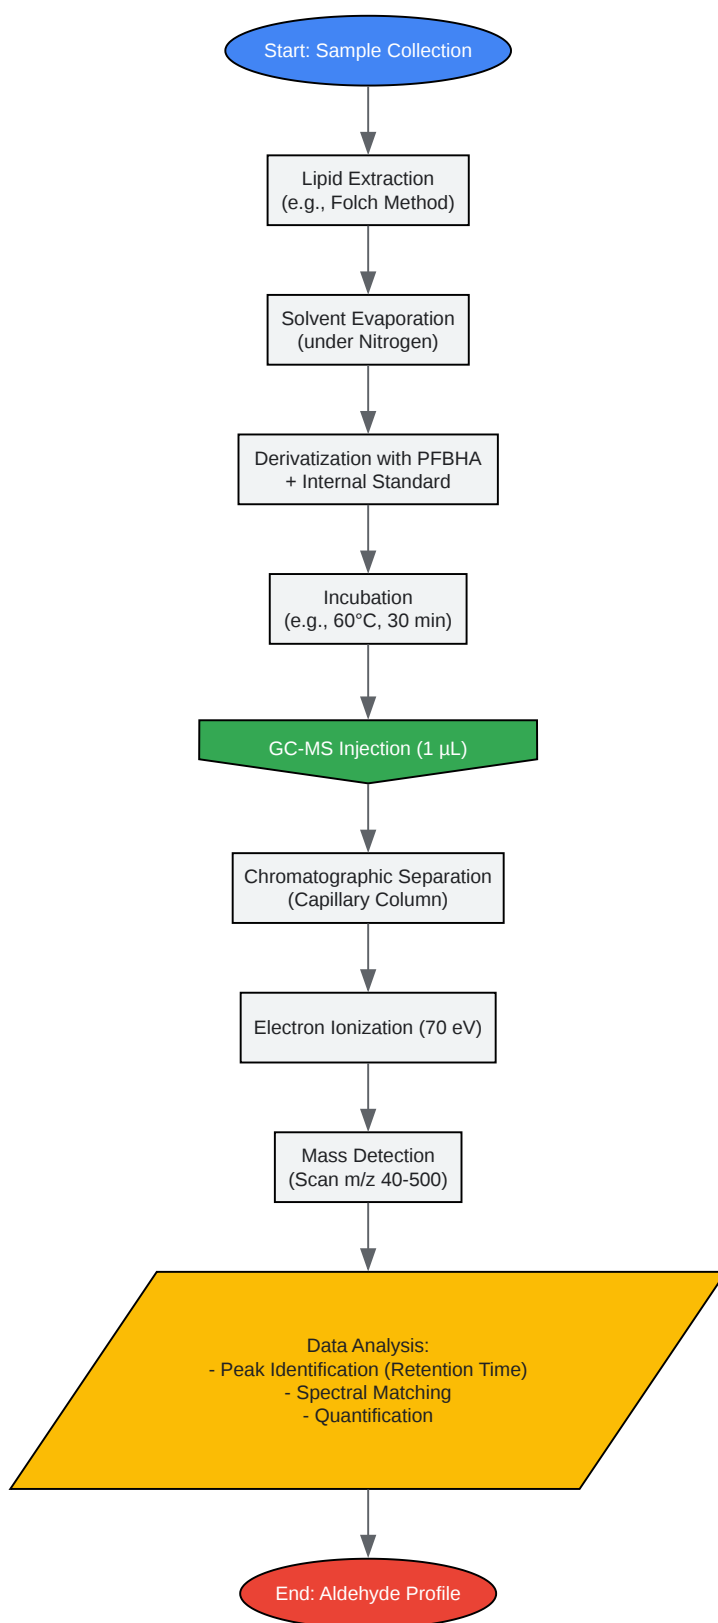 Start: Sample Collection
Lipid Extraction
(e.g., Folch Method)
Solvent Evaporation
(under Nitrogen)
Derivatization with PFBHA
+ Internal Standard
Incubation
(e.g., 60°C, 30 min)
GC-MS Injection (1 µL)
Chromatographic Separation
(Capillary Column)
Electron Ionization (70 eV)
Mass Detection
(Scan m/z 40-500)
Data Analysis:
- Peak Identification (Retention Time)
- Spectral Matching
- Quantification
End: Aldehyde Profile